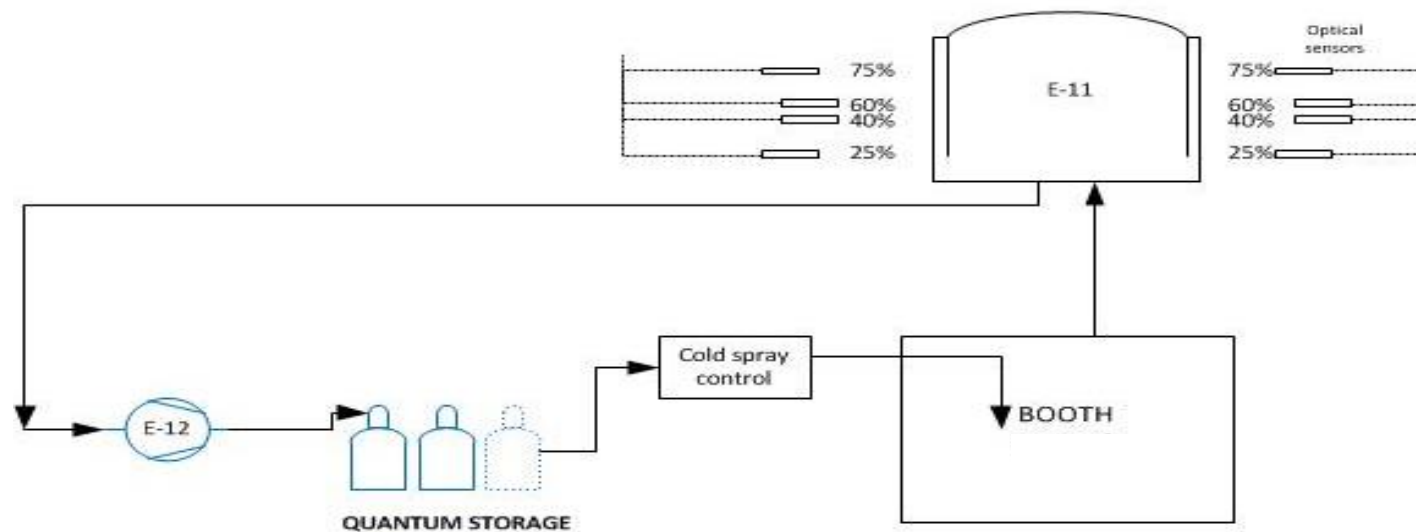 Optical
sensors
75%
75%
E-11
60%
60%
40%
40%
25%
25%
Cold spray
control
BOOTH
E-12
QUANTUM STORAGE